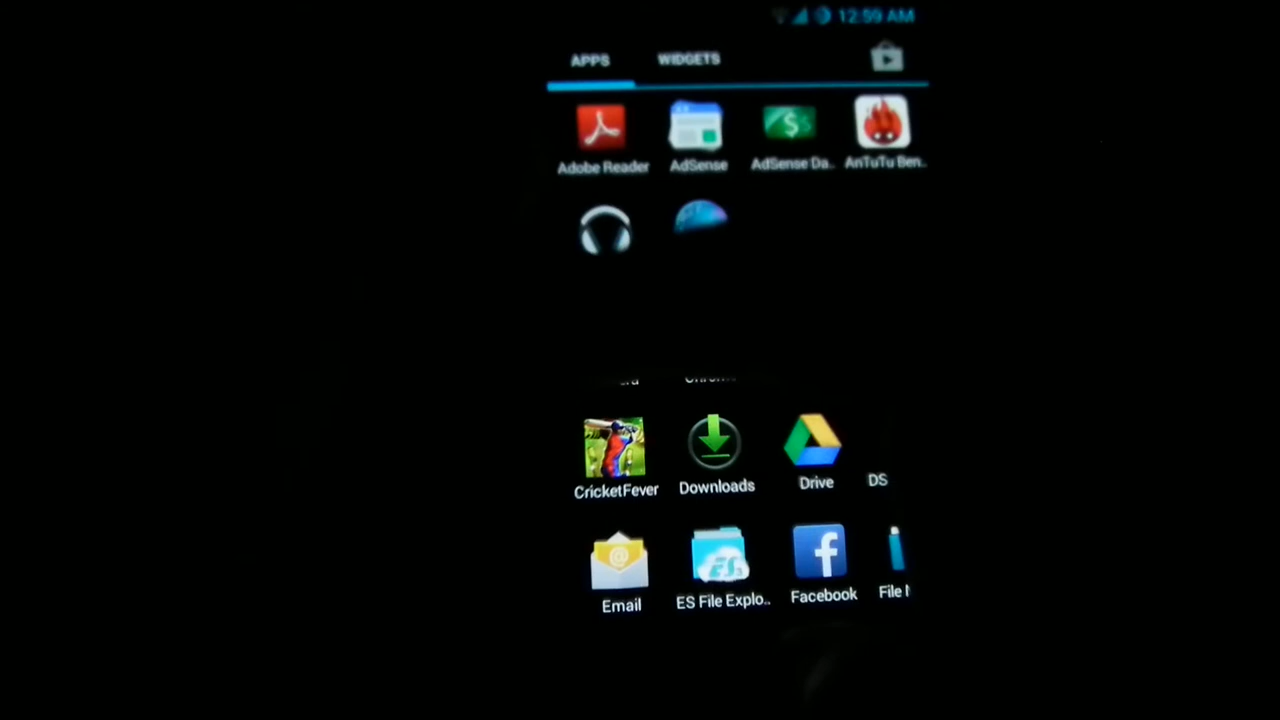 12:59 AM
APPS WIDGETS
Adobe Reader AdSense AdSense Da.. AnTuTu Ben..
CricketFever Downloads Drive DS
Email ES File Explo.. Facebook File